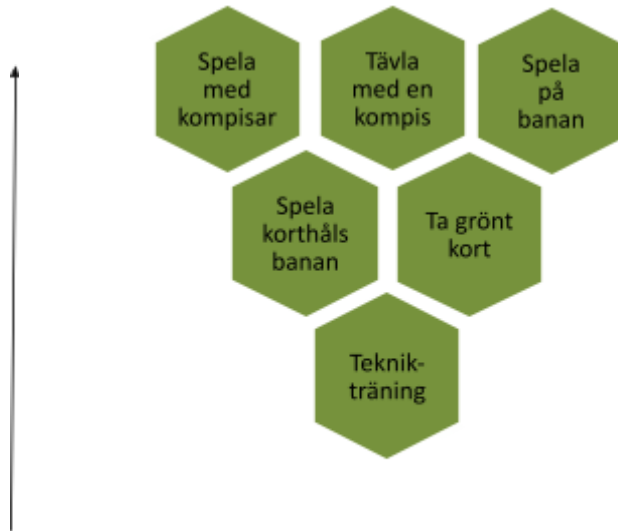 Spela
med
kompisar
Tävla
med en
kompis
Spela
på
banan
Spela
korthåls
banan
Ta grönt
kort
Teknik-
träning